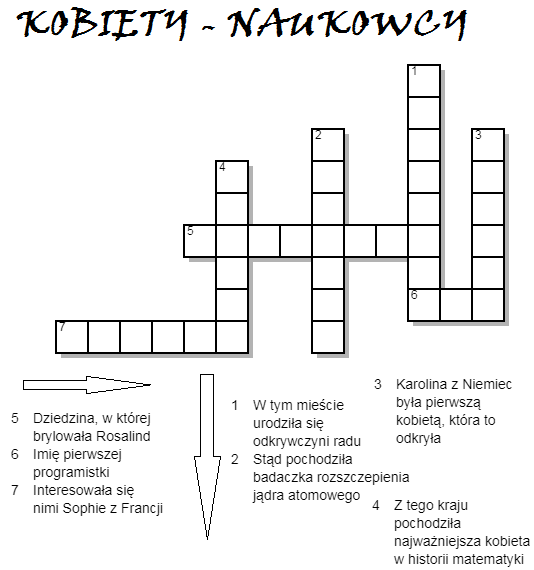 KOBIETY - NAUKOWCY
1
2
3
4
5
6
7
5 Dziedzina, w której
brylowała Rosalind
6 Imię pierwszej
programistki
7 Interesowała się
nimi Sophie z Francji
1 W tym mieście
urodziła się
odkrywczyni radu
2 Stąd pochodziła
badaczka rozszczepienia
jądra atomowego
3 Karolina z Niemiec
była pierwszą
kobietą, która to
odkryła
4 Z tego kraju
pochodziła
najważniejsza kobieta
w historii matematyki